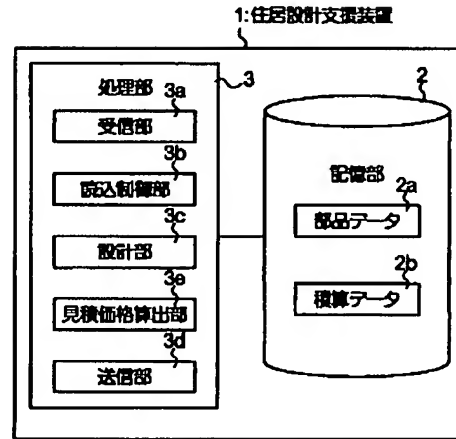 1:住居設計支援装置
処理部
3
3a
受信部
3b
読込制御部
3c
設計部
3e
見積価格算出部
3d
送信部
2
記憶部
2a
部品データ
2b
積算データ